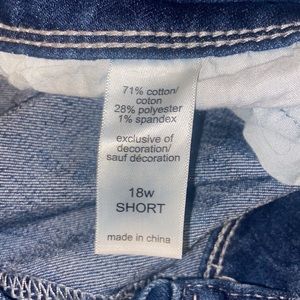 71% cotton/
coton
28% polyester
1% spandex
exclusive of
decoration/
sauf décoration
18w
SHORT
made in china